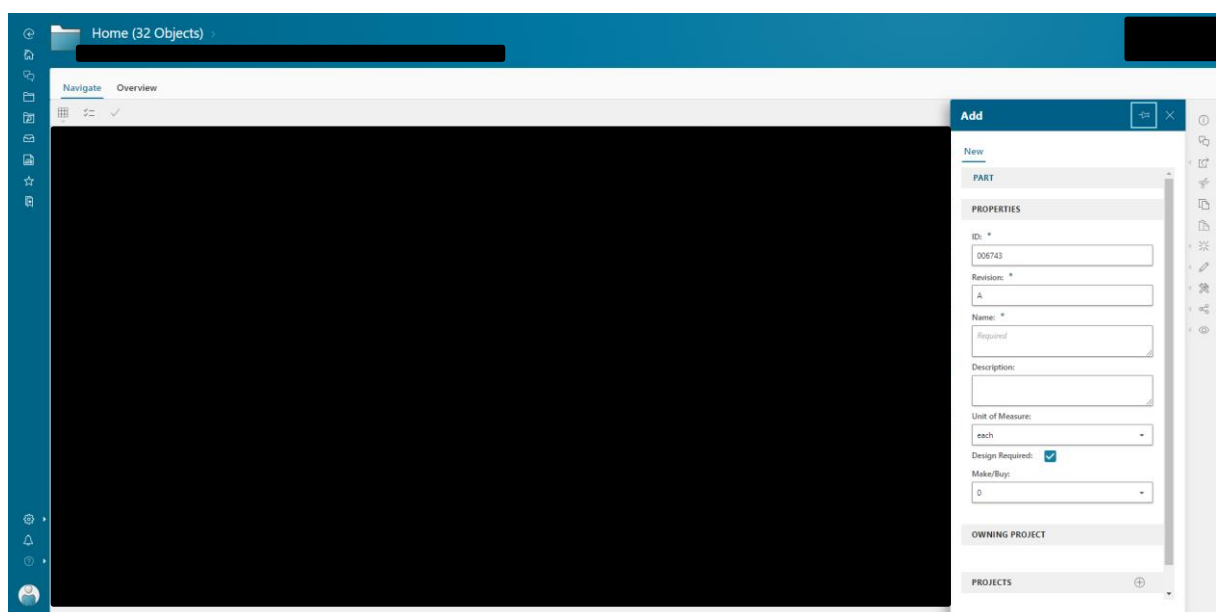 Home (32 Objects)
Navigate Overview
Add
New
PART
PROPERTIES
ID: *
006743
Revision: *
A
Name: *
Required
Description:
Unit of Measure:
each
Design Required:
Make/Buy:
0
OWNING PROJECT
PROJECTS